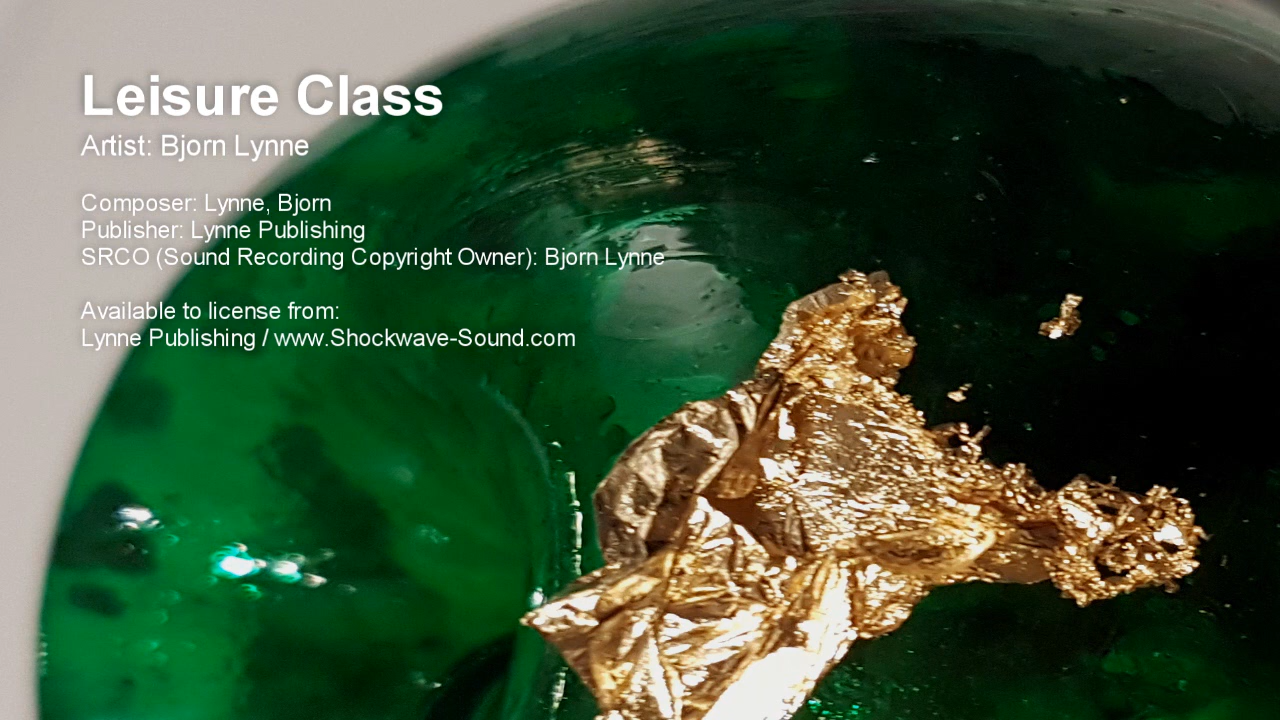 Leisure Class
Artist: Bjorn Lynne
Composer: Lynne, Bjorn
Publisher: Lynne Publishing
SRCO (Sound Recording Copyright Owner): Bjorn Lynne
Available to license from:
Lynne Publishing / www.Shockwave-Sound.com